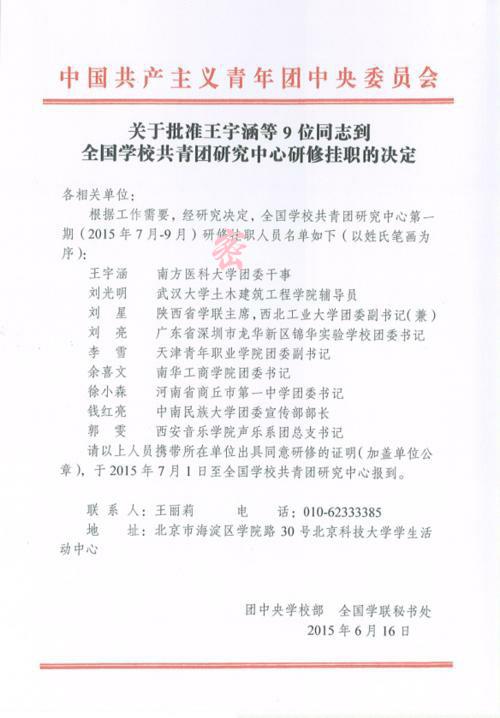 中国共产主义青年团中央委员会
关于批准王宇涵等9位同志到
全国学校共青团研究中心研修挂职的决定
各相关单位:
根据工作需要，经研究决定，全国学校共青团研究中心第一
期（2015年7月-9月）研修挂职人员名单如下（以姓氏笔画为
序）：
密
王宇涵 南方医科大学团委干事
刘光明 武汉大学土木建筑工程学院辅导员
刘 星 陕西省学联主席,西北工业大学团委副书记(兼)
刘 亮 广东省深圳市龙华新区锦华实验学校团委书记
李 雪 天津青年职业学院团委副书记
余喜文 南华工商学院团委书记
徐小森 河南省商丘市第一中学团委书记
钱红亮 中南民族大学团委宣传部部长
郭 雯 西安音乐学院声乐系团总支书记
请以上人员携带所在单位出具同意研修的证明(加盖单位公
章)，于2015年7月1日至全国学校共青团研究中心报到。
联 系 人：王丽莉 电 话：010-62333385
地 址：北京市海淀区学院路30号北京科技大学学生活
动中心
团中央学校部 全国学联秘书处
2015年6月16日